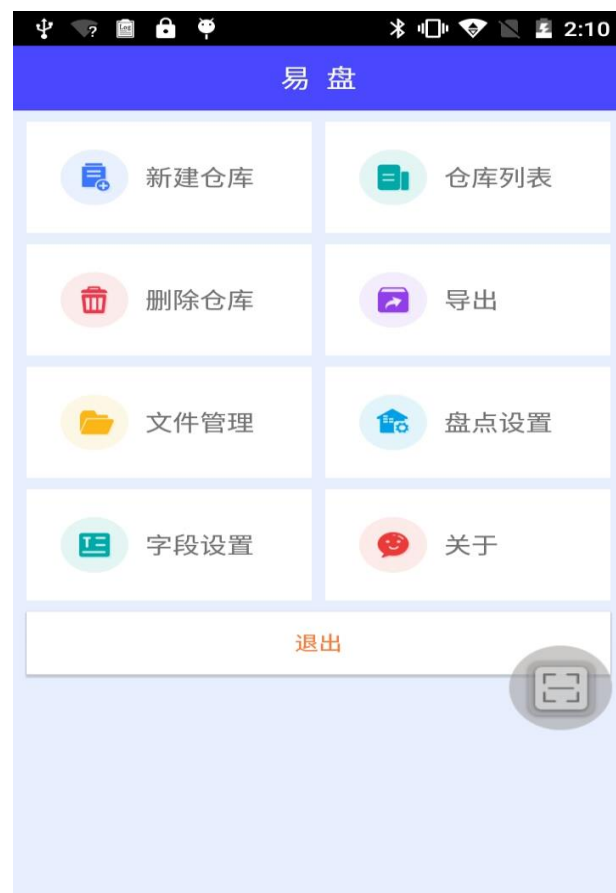 2:10
易 盘
新建仓库
仓库列表
删除仓库
导出
文件管理
盘点设置
字段设置
关于
退出